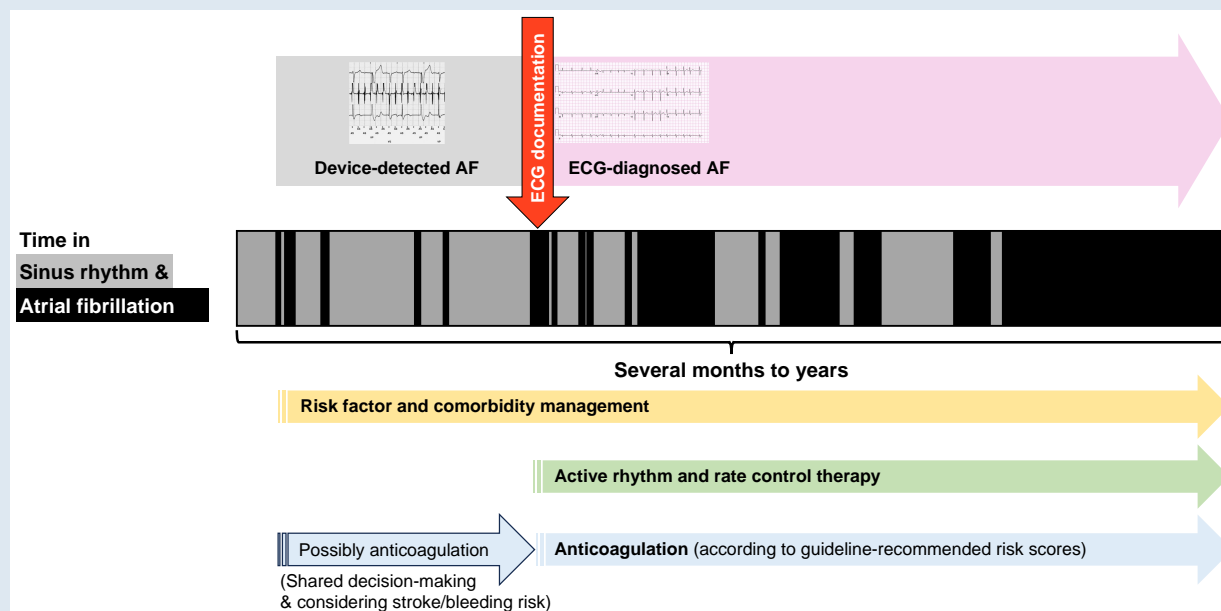 ECG documentation
Device-detected AF
ECG-diagnosed AF
Time in
Sinus rhythm &
Atrial fibrillation
Several months to years
Risk factor and comorbidity management
Active rhythm and rate control therapy
Possibly anticoagulation
(Shared decision-making
& considering stroke/bleeding risk)
Anticoagulation (according to guideline-recommended risk scores)